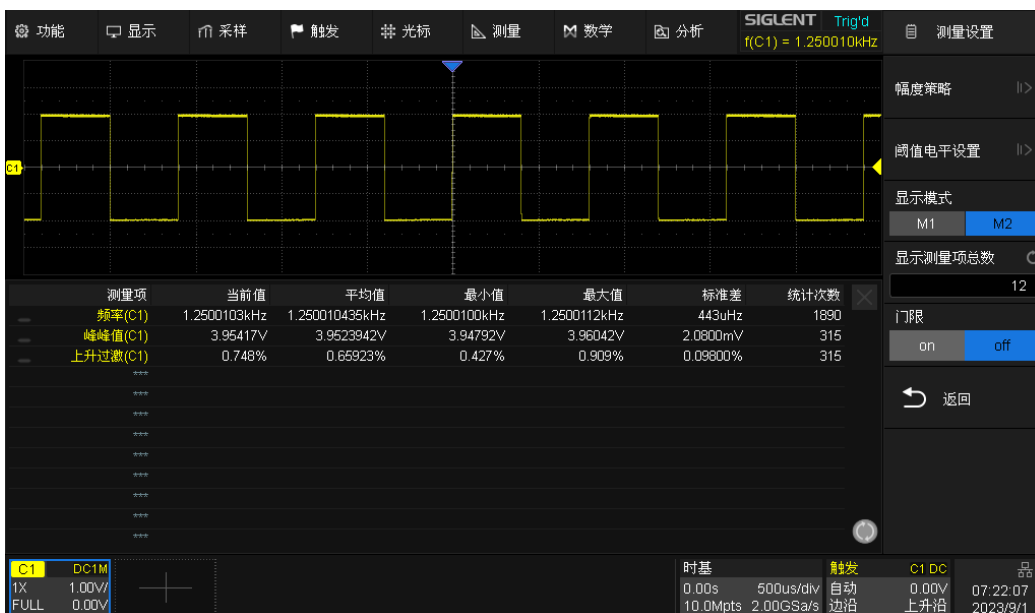 功能 显示 采样 触发 光标 测量 数学 分析 SIGLENT Trig'd 测量设置
f(C1) = 1.250010kHz
幅度策略
阈值电平设置
C1
显示模式
M1 M2
显示测量项总数
12
测量项 当前值 平均值 最小值 最大值 标准差 统计次数
频率(C1) 1.2500103kHz 1.250010435kHz 1.2500100kHz 1.2500112kHz 443uHz 1890
峰峰值(C1) 3.95417V 3.9523942V 3.94792V 3.96042V 2.0800mV 315
上升过激(C1) 0.748% 0.65923% 0.427% 0.909% 0.09800% 315
***
***
***
***
***
***
***
***
***
门限
on off
返回
C1 DC1M
1X 1.00V/
FULL 0.00V
时基
0.00s 500us/div
10.0Mpts 2.00GSa/s
触发 C1 DC
自动 0.00V
边沿 上升沿
07:22:07
2023/9/1